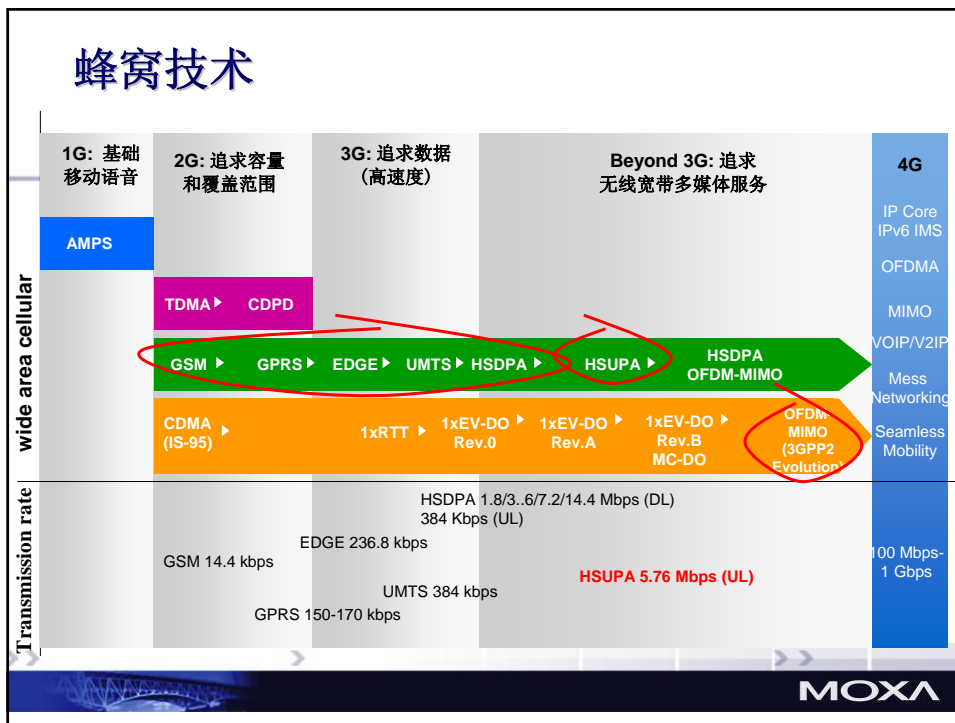 蜂窝技术
1G: 基础
移动语音
2G: 追求容量
和覆盖范围
3G: 追求数据
(高速度)
Beyond 3G: 追求
无线宽带多媒体服务
4G
wide area cellular
AMPS
TDMA
CDPD
GSM
GPRS
EDGE
UMTS
HSDPA
HSUPA
HSDPA
OFDM-MIMO
CDMA
(IS-95)
1xRTT
1xEV-DO
Rev.0
1xEV-DO
Rev.A
1xEV-DO
Rev.B
MC-DO
OFDM-
MIMO
(3GPP2
Evolution)
IP Core
IPv6 IMS
OFDMA
MIMO
VOIP/V2IP
Mess
Networking
Seamless
Mobility
Transmission rate
HSDPA 1.8/3..6/7.2/14.4 Mbps (DL)
384 Kbps (UL)
EDGE 236.8 kbps
GSM 14.4 kbps
HSUPA 5.76 Mbps (UL)
UMTS 384 kbps
GPRS 150-170 kbps
100 Mbps-
1 Gbps
MOXA